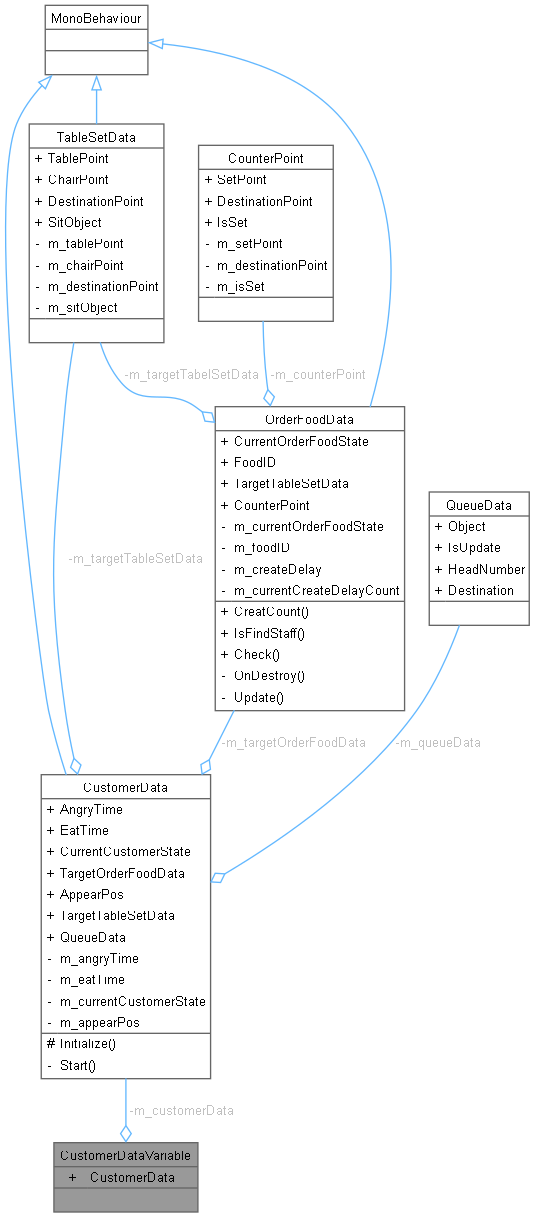 MonoBehaviour
TableSetData
+ TablePoint
+ ChairPoint
+ DestinationPoint
+ SitObject
- m_tablePoint
- m_chairPoint
- m_destinationPoint
- m_sitObject
CounterPoint
+ SetPoint
+ DestinationPoint
+ IsSet
- m_setPoint
- m_destinationPoint
- m_isSet
-m_targetTabelSetData
-m_counterPoint
OrderFoodData
+ CurrentOrderFoodState
+ FoodID
+ TargetTableSetData
+ CounterPoint
- m_currentOrderFoodState
- m_foodID
- m_createDelay
- m_currentCreateDelayCount
+ CreatCount()
+ IsFindStaff()
+ Check()
- OnDestroy()
- Update()
QueueData
+ Object
+ IsUpdate
+ HeadNumber
+ Destination
-m_targetTableSetData
-m_targetOrderFoodData
-m_queueData
CustomerData
+ AngryTime
+ EatTime
+ CurrentCustomerState
+ TargetOrderFoodData
+ AppearPos
+ TargetTableSetData
+ QueueData
- m_angryTime
- m_eatTime
- m_currentCustomerState
- m_appearPos
# Initialize()
- Start()
-m_customerData
CustomerDataVariable
+ CustomerData